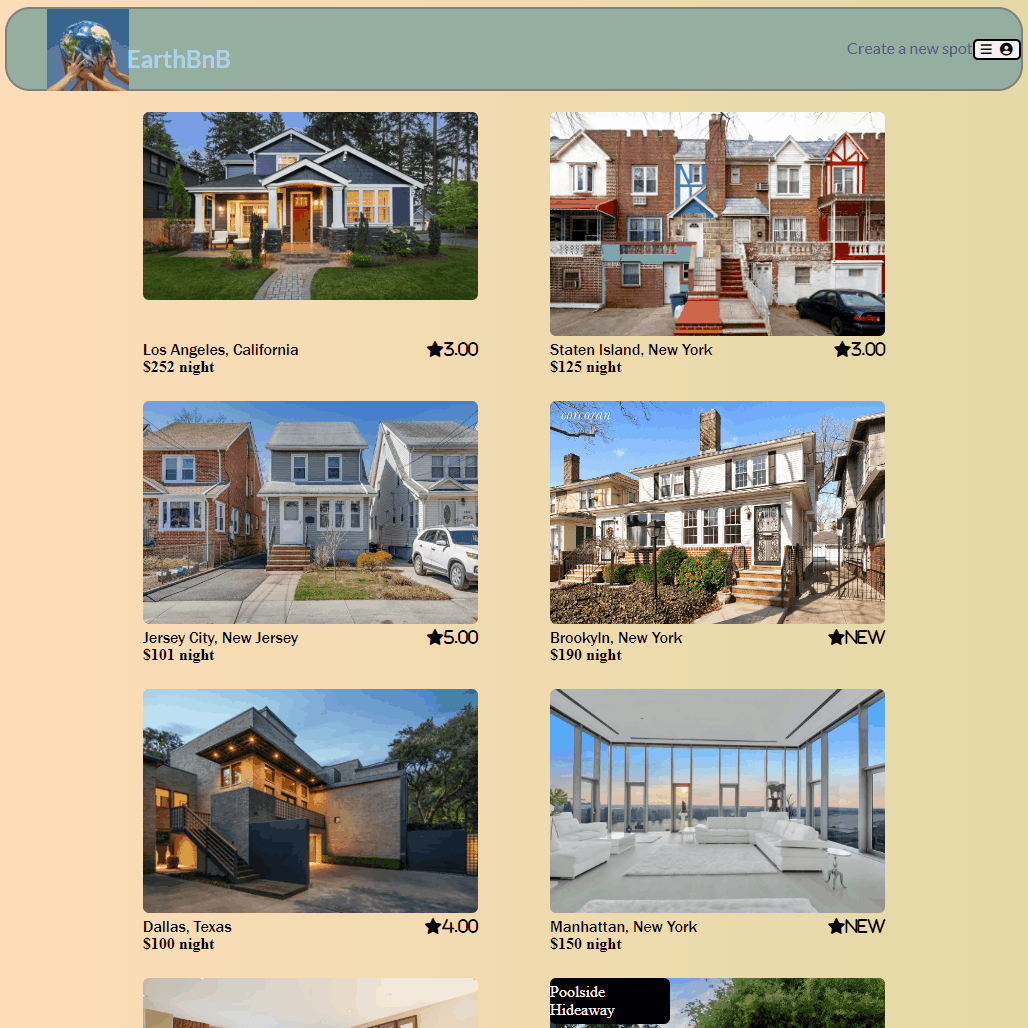 EarthBnB
Create a new spot
Los Angeles, California
3.00
$252 night
Staten Island, New York
3.00
$125 night
corcoran
Jersey City, New Jersey
5.00
$101 night
Brookyln, New York
NEW
$190 night
Dallas, Texas
4.00
$100 night
Manhattan, New York
NEW
$150 night
Poolside
Hideaway